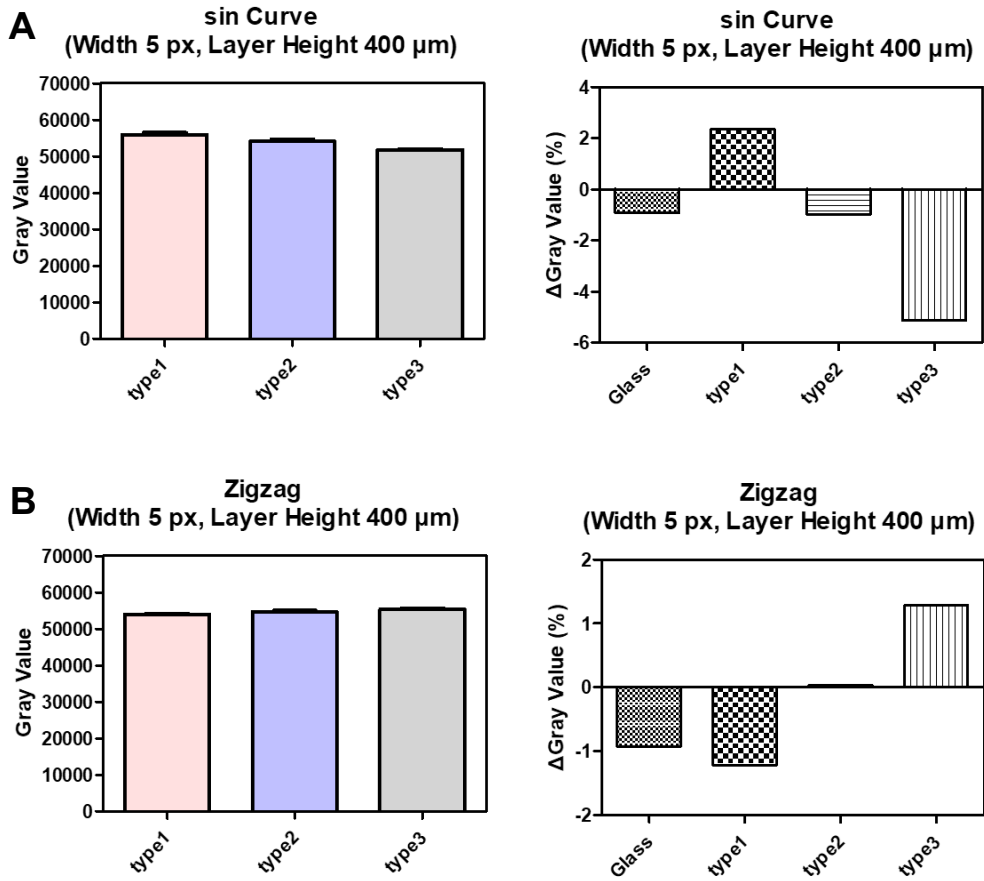 A
sin Curve
(Width 5 px, Layer Height 400 µm)
Gray Value
70000
60000
50000
40000
30000
20000
10000
0
type1
type2
type3
sin Curve
(Width 5 px, Layer Height 400 µm)
ΔGray Value (%)
4
2
0
-2
-4
-6
Glass
type1
type2
type3
B
Zigzag
(Width 5 px, Layer Height 400 µm)
Gray Value
70000
60000
50000
40000
30000
20000
10000
0
type1
type2
type3
Zigzag
(Width 5 px, Layer Height 400 µm)
ΔGray Value (%)
2
1
0
-1
-2
Glass
type1
type2
type3